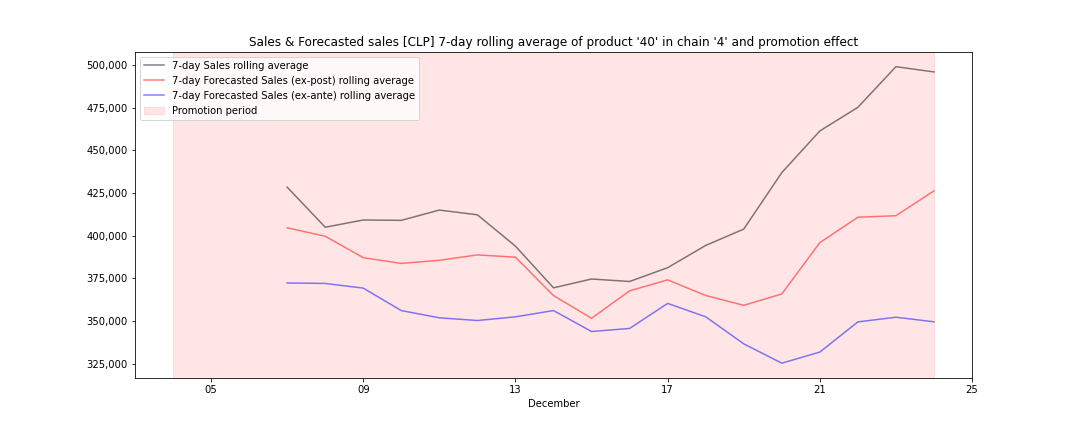 Sales & Forecasted sales [CLP] 7-day rolling average of product '40' in chain '4' and promotion effect
7-day Sales rolling average
7-day Forecasted Sales (ex-post) rolling average
7-day Forecasted Sales (ex-ante) rolling average
Promotion period
500,000
475,000
450,000
425,000
400,000
375,000
350,000
325,000
05 09 13 17 21 25
December